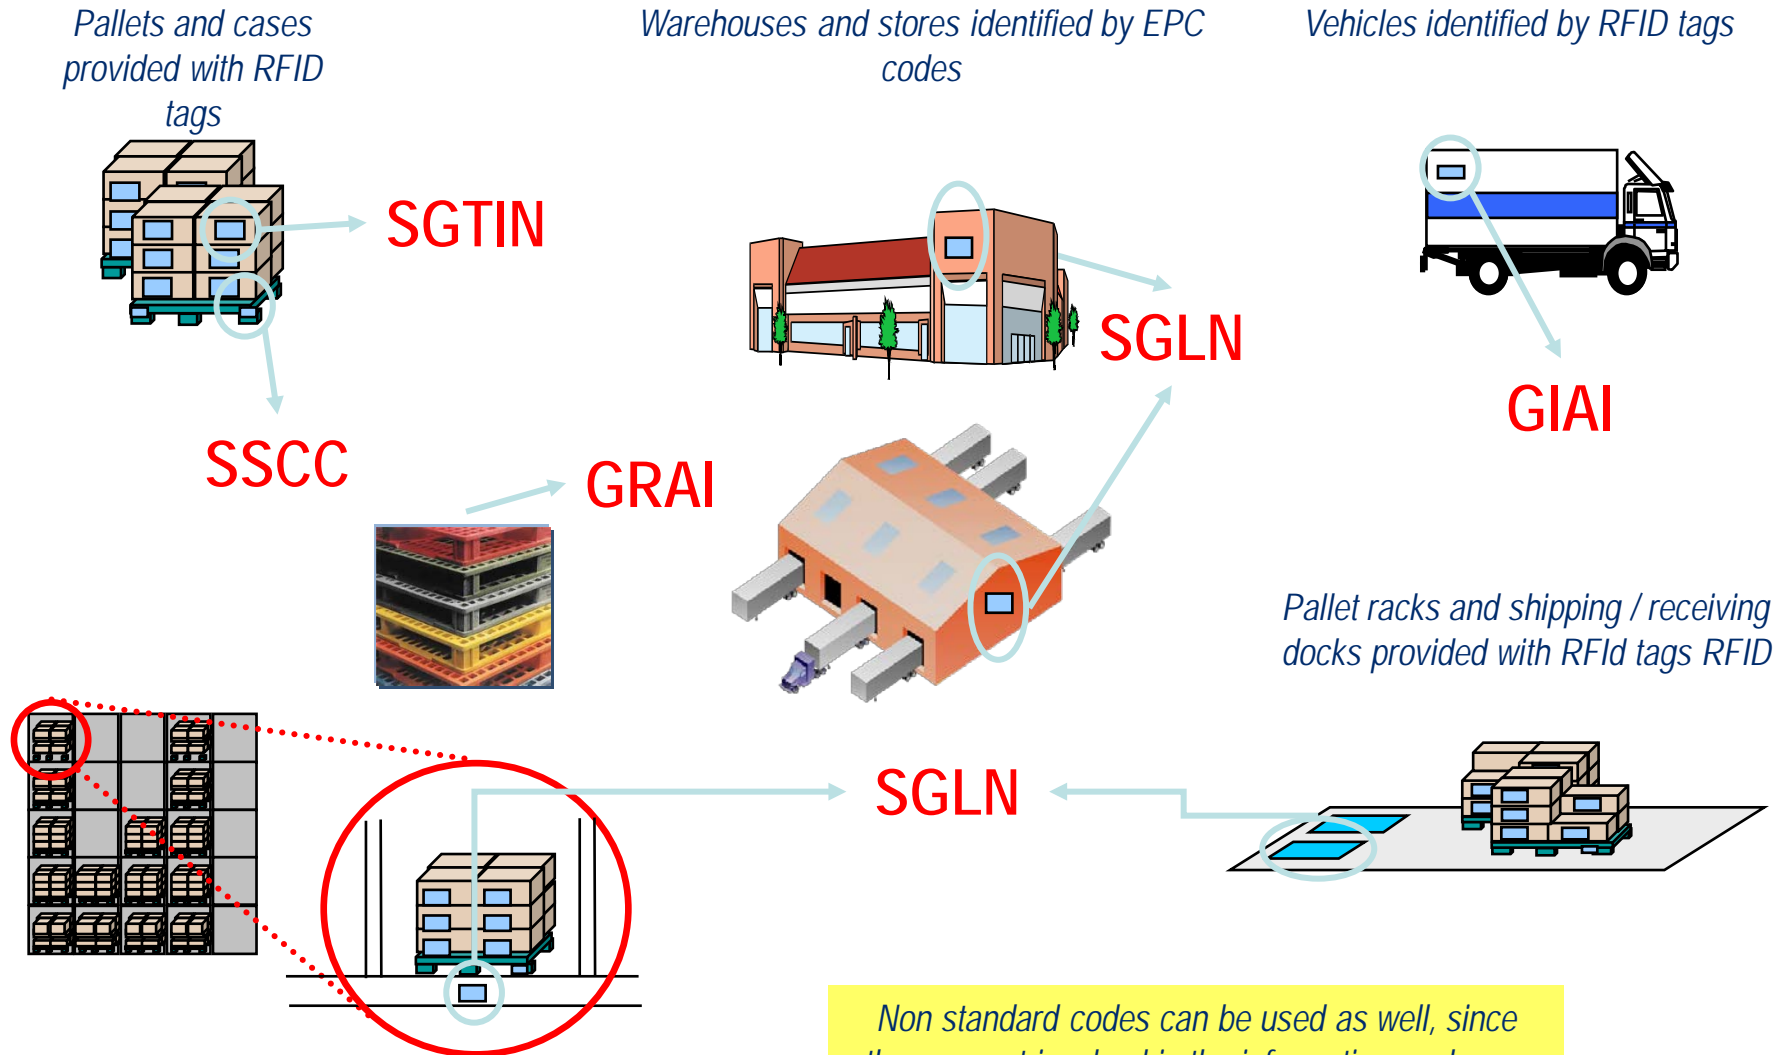 Pallets and cases
provided with RFID
tags
Warehouses and stores identified by EPC
codes
Vehicles identified by RFID tags
SGTIN
SGLN
GIAI
SSCC
GRAI
Pallet racks and shipping / receiving
docks provided with RFId tags RFID
SGLN
Non standard codes can be used as well, since